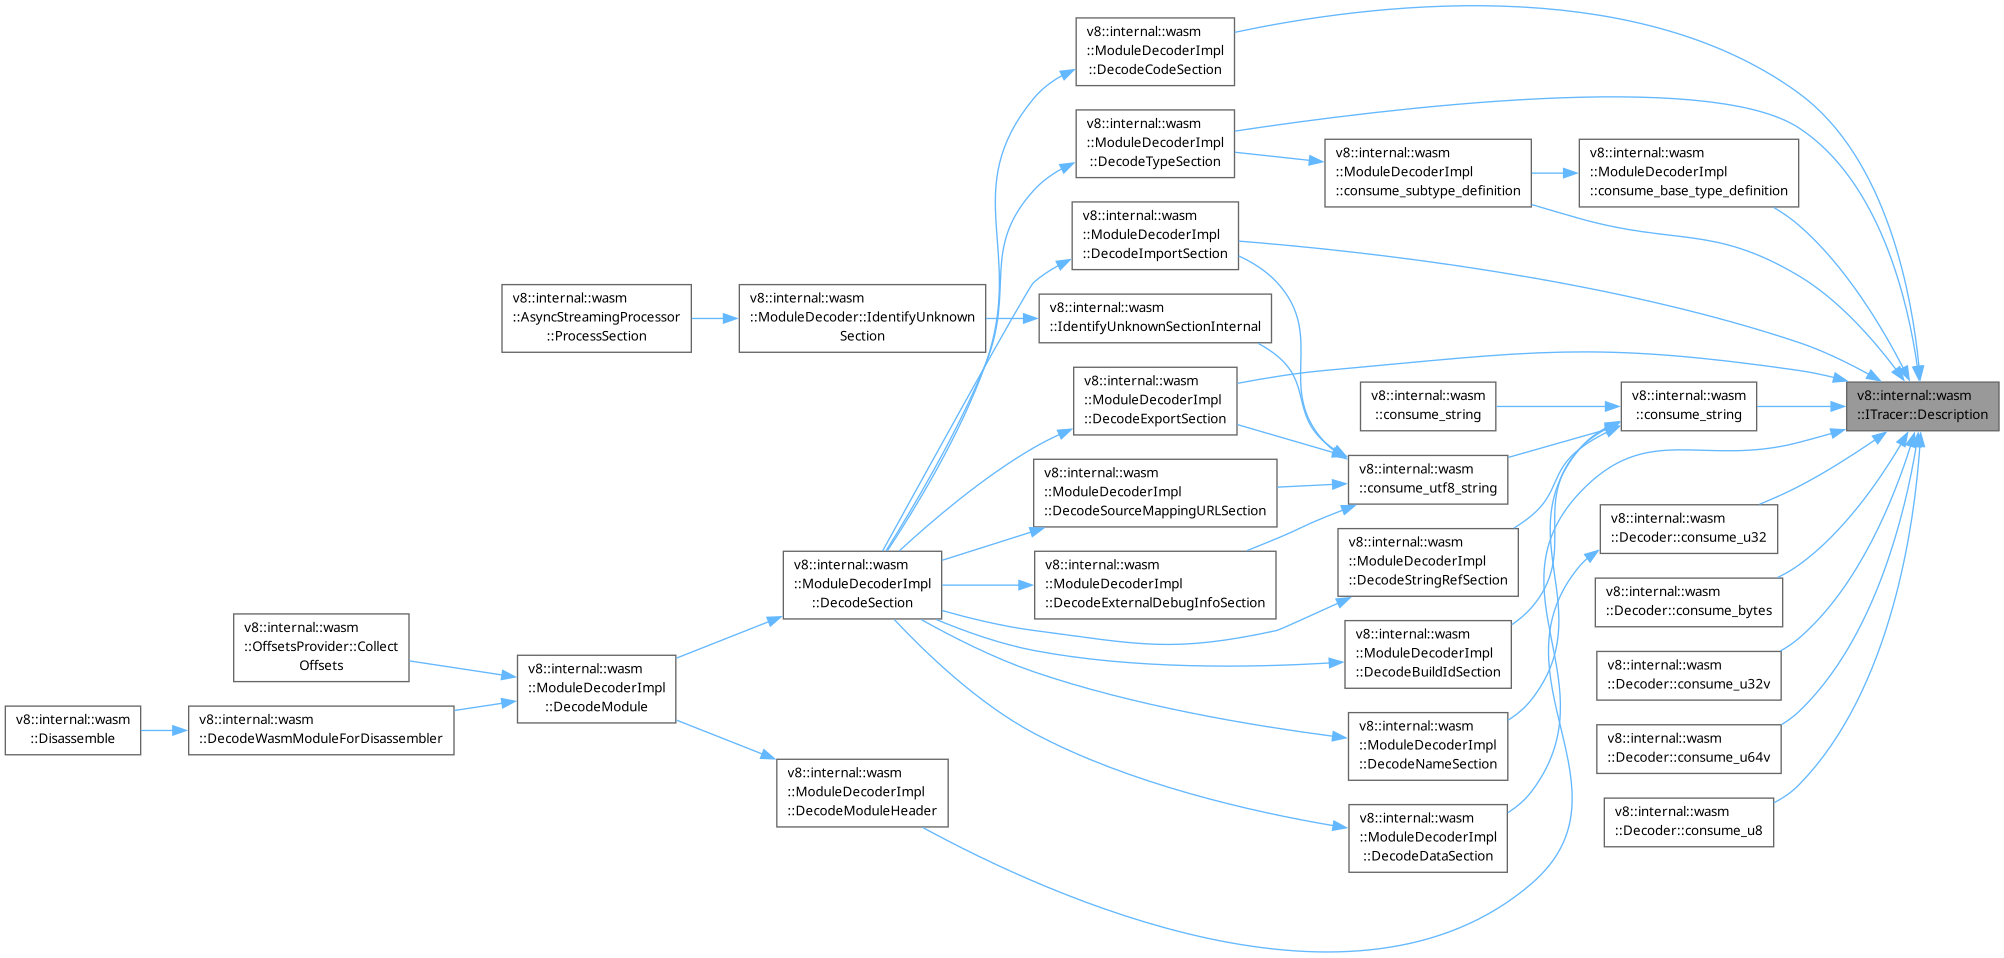 v8::internal::wasm
::ModuleDecoderImpl
::DecodeCodeSection
v8::internal::wasm
::ModuleDecoderImpl
::DecodeTypeSection
v8::internal::wasm
::ModuleDecoderImpl
::consume_subtype_definition
v8::internal::wasm
::ModuleDecoderImpl
::consume_base_type_definition
v8::internal::wasm
::ModuleDecoderImpl
::DecodeImportSection
v8::internal::wasm
::AsyncStreamingProcessor
::ProcessSection
v8::internal::wasm
::ModuleDecoder::IdentifyUnknown
Section
v8::internal::wasm
::IdentifyUnknownSectionInternal
v8::internal::wasm
::ModuleDecoderImpl
::DecodeExportSection
v8::internal::wasm
::consume_string
v8::internal::wasm
::consume_string
v8::internal::wasm
::ITracer::Description
v8::internal::wasm
::consume_utf8_string
v8::internal::wasm
::ModuleDecoderImpl
::DecodeSourceMappingURLSection
v8::internal::wasm
::Decoder::consume_u32
v8::internal::wasm
::ModuleDecoderImpl
::DecodeStringRefSection
v8::internal::wasm
::ModuleDecoderImpl
::DecodeSection
v8::internal::wasm
::ModuleDecoderImpl
::DecodeExternalDebugInfoSection
v8::internal::wasm
::Decoder::consume_bytes
v8::internal::wasm
::OffsetsProvider::Collect
Offsets
v8::internal::wasm
::ModuleDecoderImpl
::DecodeBuildIdSection
v8::internal::wasm
::ModuleDecoderImpl
::DecodeModule
v8::internal::wasm
::Decoder::consume_u32v
v8::internal::wasm
::Disassemble
v8::internal::wasm
::DecodeWasmModuleForDisassembler
v8::internal::wasm
::ModuleDecoderImpl
::DecodeNameSection
v8::internal::wasm
::Decoder::consume_u64v
v8::internal::wasm
::ModuleDecoderImpl
::DecodeModuleHeader
v8::internal::wasm
::ModuleDecoderImpl
::DecodeDataSection
v8::internal::wasm
::Decoder::consume_u8